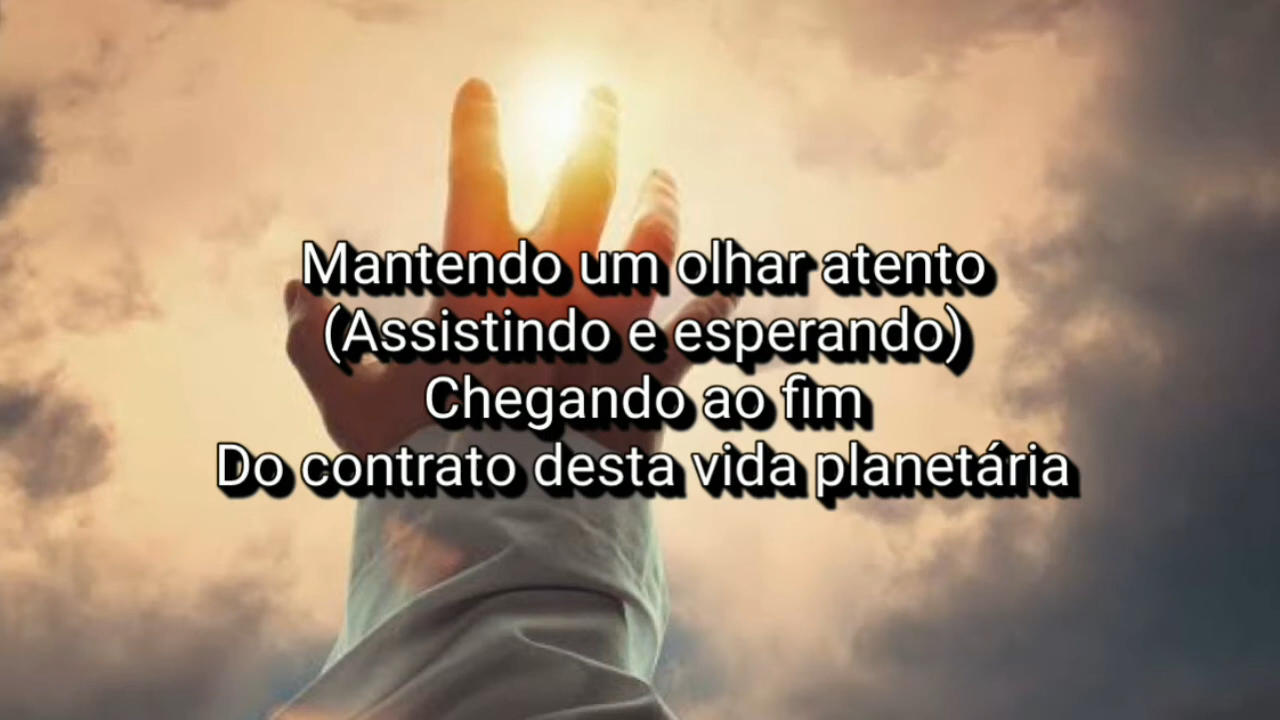 Mantendo um olhar atento
(Assistindo e esperando)
Chegando ao fim
Do contrato desta vida planetária